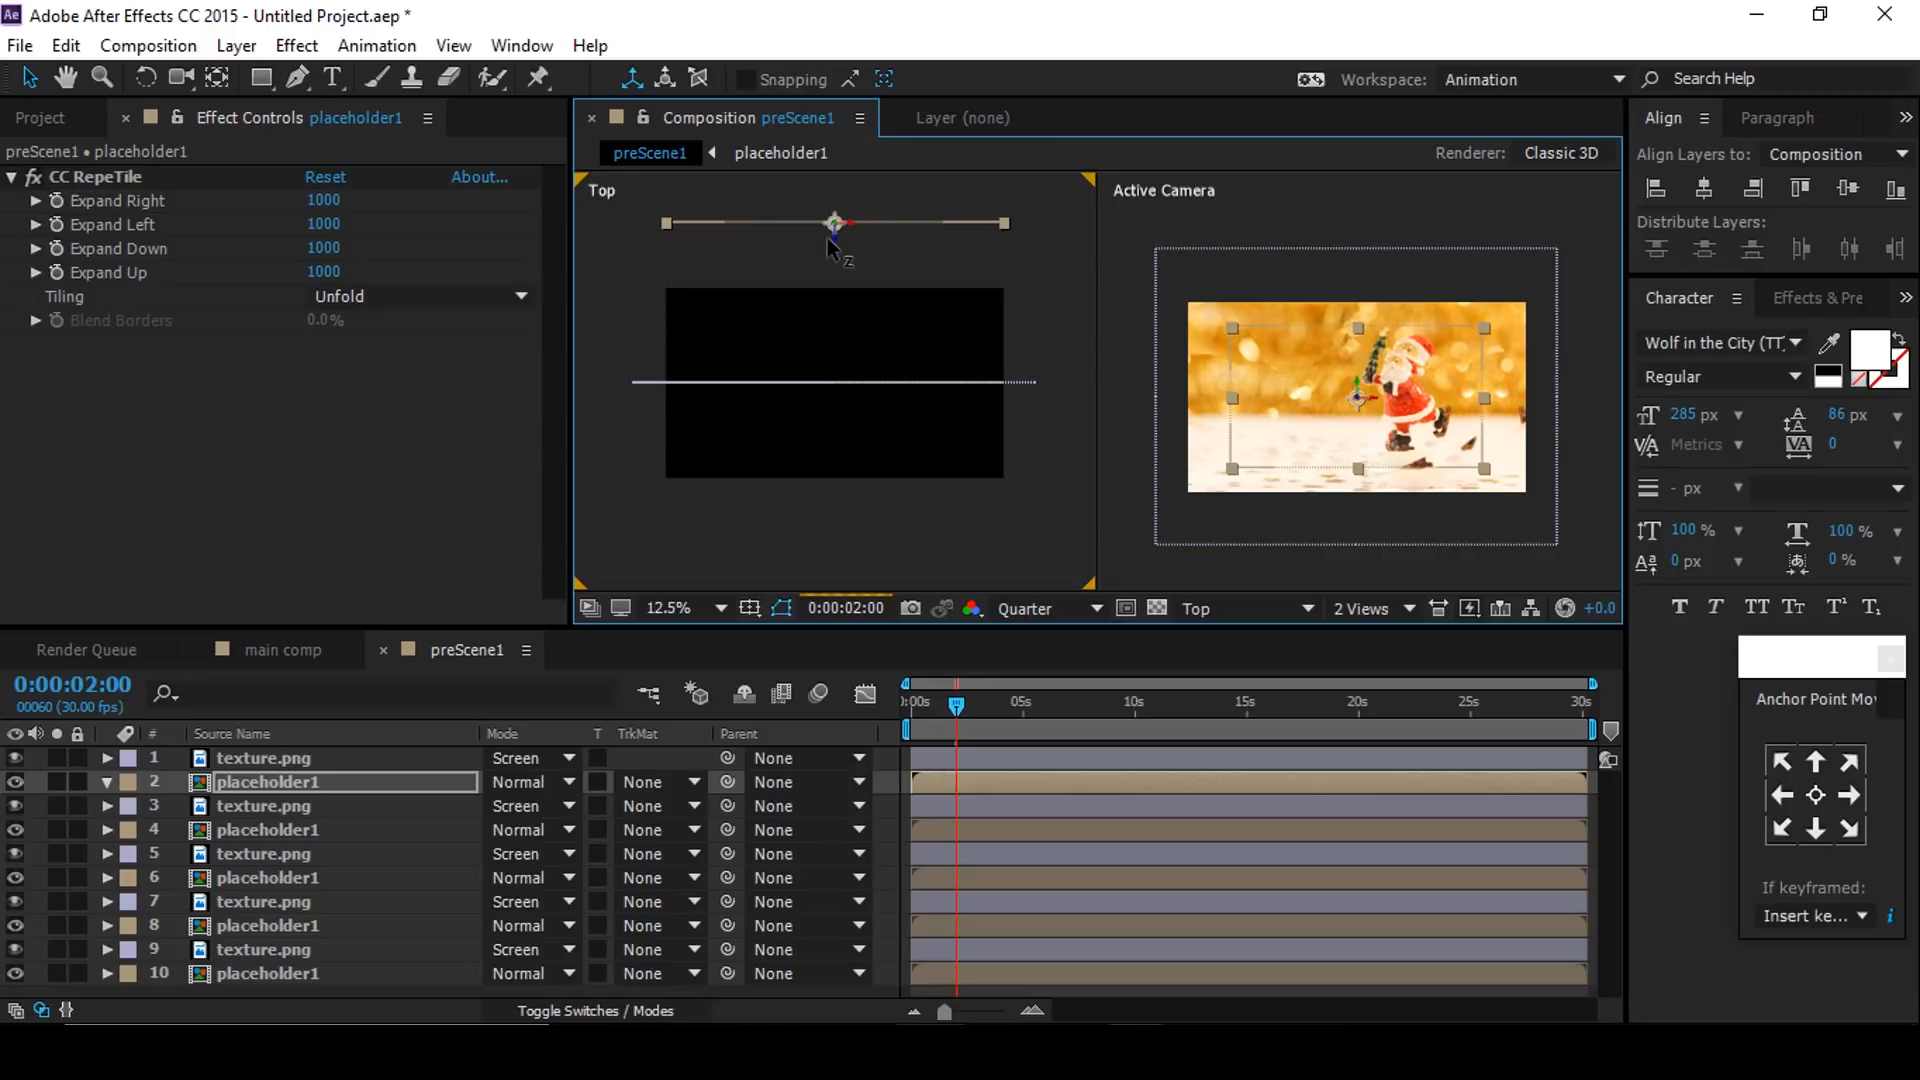 Adobe After Effects CC 2015 - Untitled Project.aep *
File Edit Composition Layer Effect Animation View Window Help
Snapping
Workspace: Animation
Search Help
Project
Effect Controls placeholder1
preScene1 • placeholder1
fx CC RepeTile Reset About...
Expand Right 1000
Expand Left 1000
Expand Down 1000
Expand Up 1000
Tiling Unfold
Blend Borders 0.0%
Composition preScene1
Layer (none)
preScene1 placeholder1
Renderer: Classic 3D
Top
Active Camera
z
12.5% 0:00:02:00 Quarter Top 2 Views +0.0
Align Paragraph
Align Layers to: Composition
Distribute Layers:
Character Effects & Pre
Wolf in the City (TT)
Regular
285 px 86 px
Metrics 0
- px
100 % 100 %
0 px 0 %
T T TT Tt T¹ T₁
Anchor Point Mo
If keyframed:
Insert ke...
Render Queue main comp preScene1
0:00:02:00
00060 (30.00 fps)
):00s 05s 10s 15s 20s 25s 30s
# Source Name Mode T TrkMat Parent
1 texture.png Screen None
2 placeholder1 Normal None None
3 texture.png Screen None None
4 placeholder1 Normal None None
5 texture.png Screen None None
6 placeholder1 Normal None None
7 texture.png Screen None None
8 placeholder1 Normal None None
9 texture.png Screen None None
10 placeholder1 Normal None None
Toggle Switches / Modes